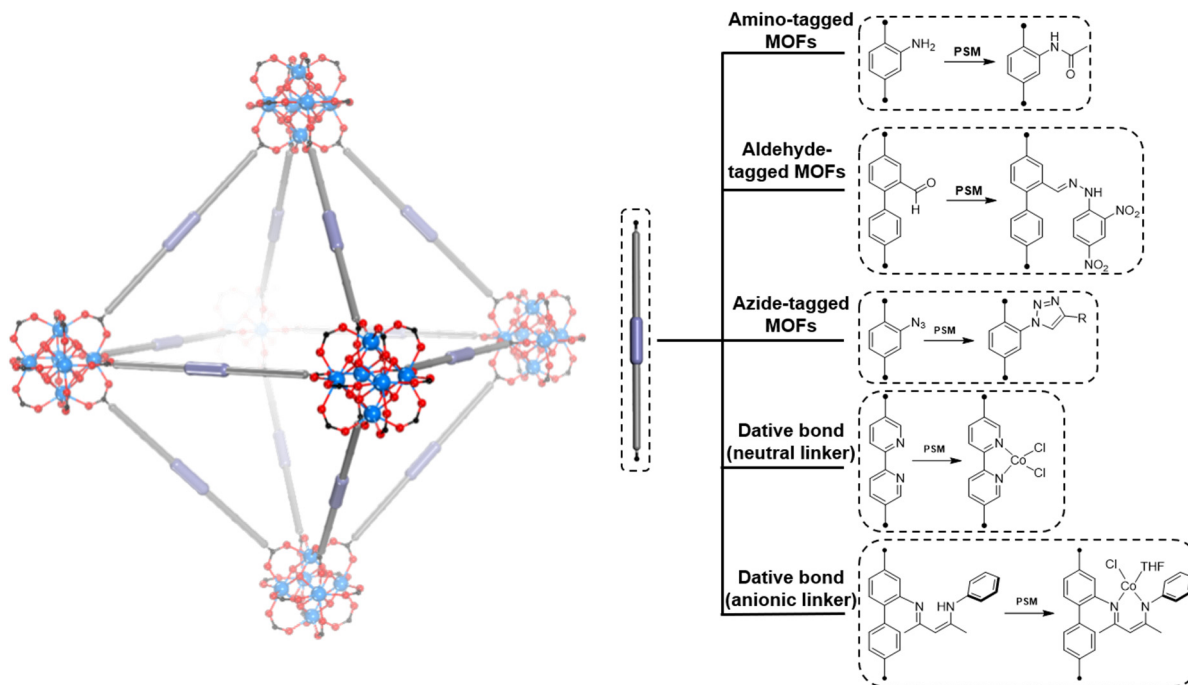 Amino-tagged
MOFs
NH₂
PSM
H
N
O
Aldehyde-
tagged MOFs
O
H
PSM
N
NH
NO₂
NO₂
Azide-tagged
MOFs
N₃
PSM
N=N
N
R
Dative bond
(neutral linker)
N
N
PSM
N
N
Co
Cl
Cl
Dative bond
(anionic linker)
N
HN
PSM
Cl
THF
Co
N
N